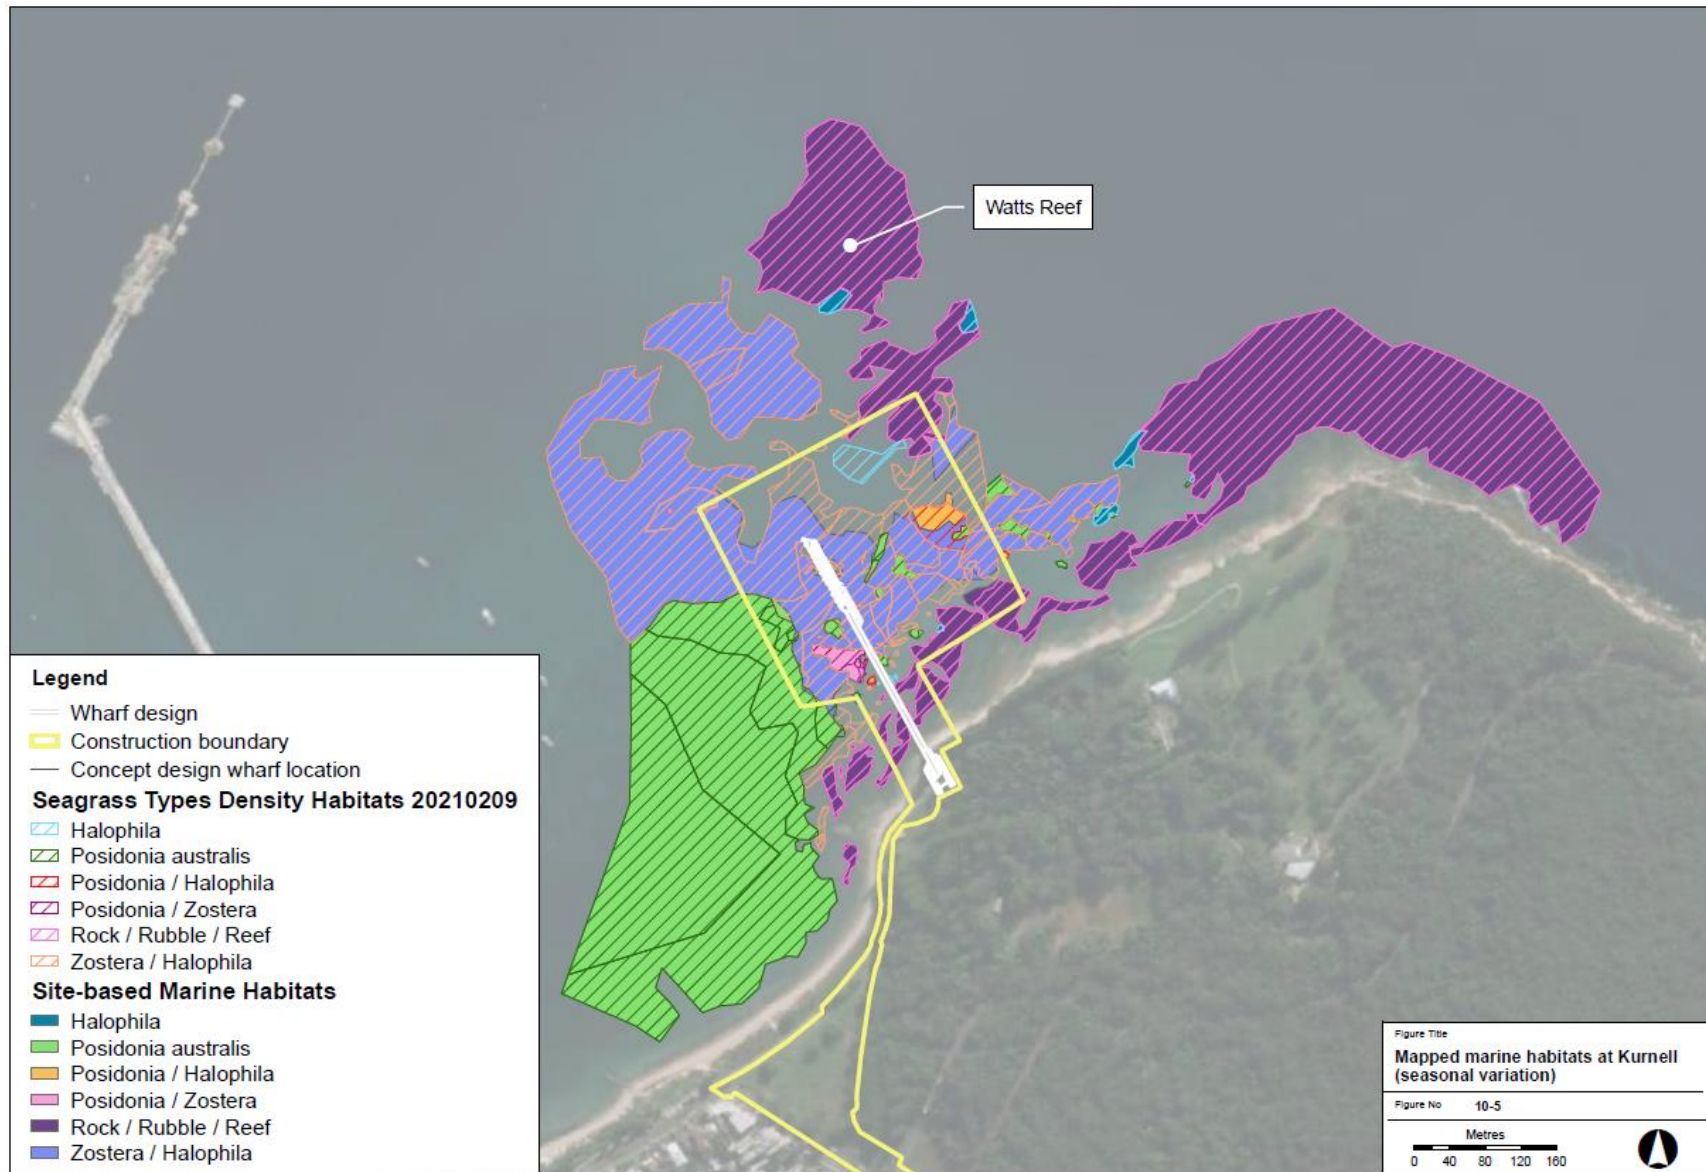 Watts Reef
Legend
Wharf design
Construction boundary
Concept design wharf location
Seagrass Types Density Habitats 20210209
Halophila
Posidonia australis
Posidonia / Halophila
Posidonia / Zostera
Rock / Rubble / Reef
Zostera / Halophila
Site-based Marine Habitats
Halophila
Posidonia australis
Posidonia / Halophila
Posidonia / Zostera
Rock / Rubble / Reef
Zostera / Halophila
Figure Title
Mapped marine habitats at Kurnell
(seasonal variation)
Figure No 10-5
Metres
0 40 80 120 160